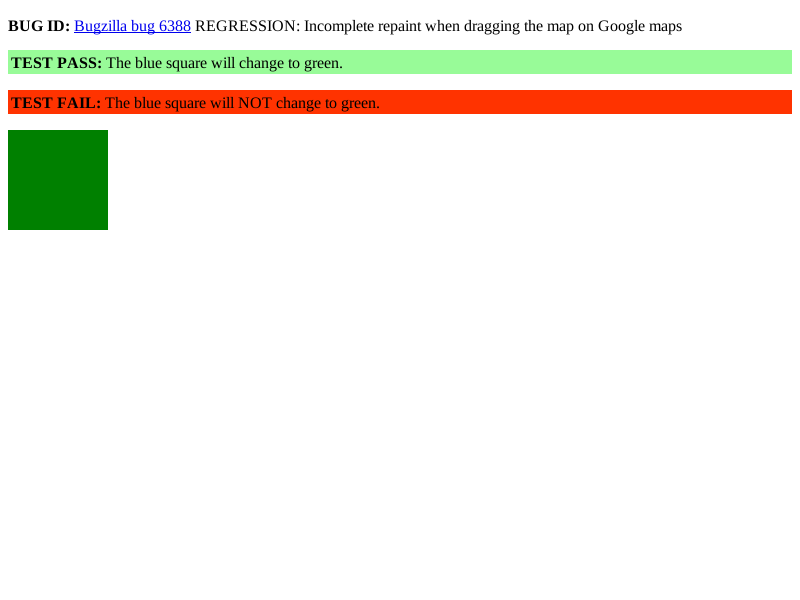 BUG ID: Bugzilla bug 6388 REGRESSION: Incomplete repaint when dragging the map on Google maps
TEST PASS: The blue square will change to green.
TEST FAIL: The blue square will NOT change to green.